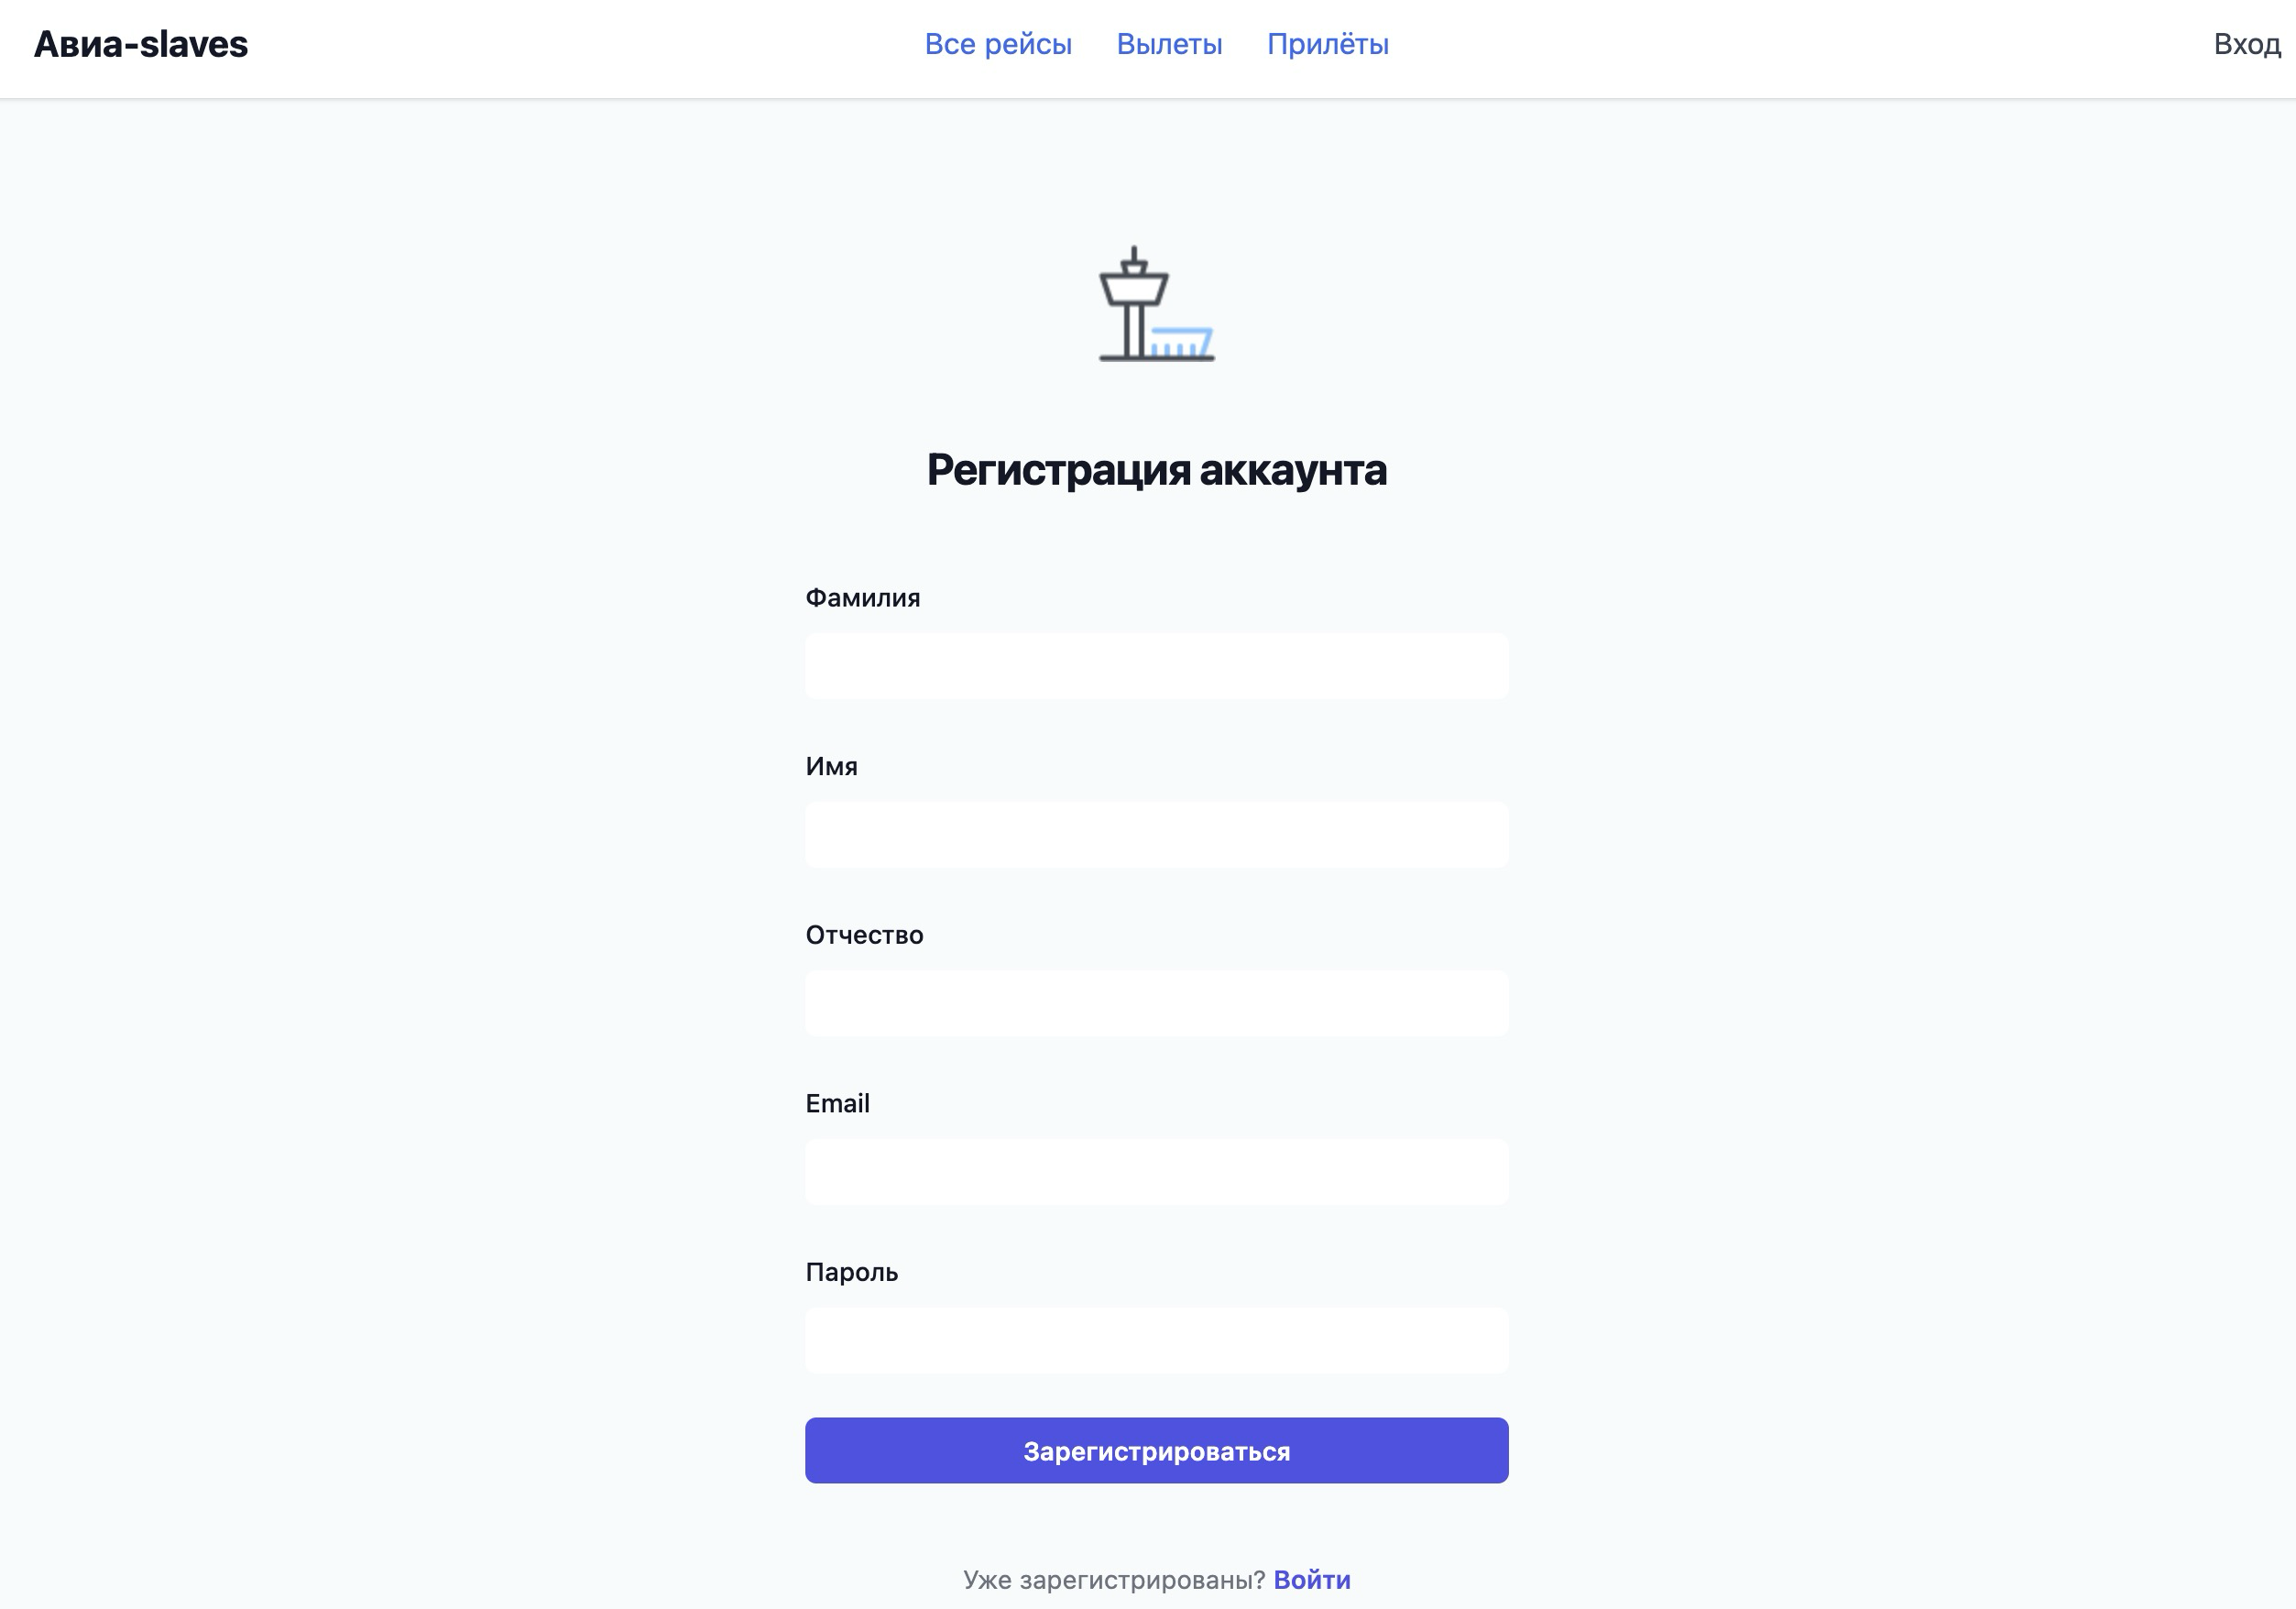 Авиа-slaves Все рейсы Вылеты Прилёты Вход
Регистрация аккаунта
Фамилия
Имя
Отчество
Email
Пароль
Зарегистрироваться
Уже зарегистрированы? Войти